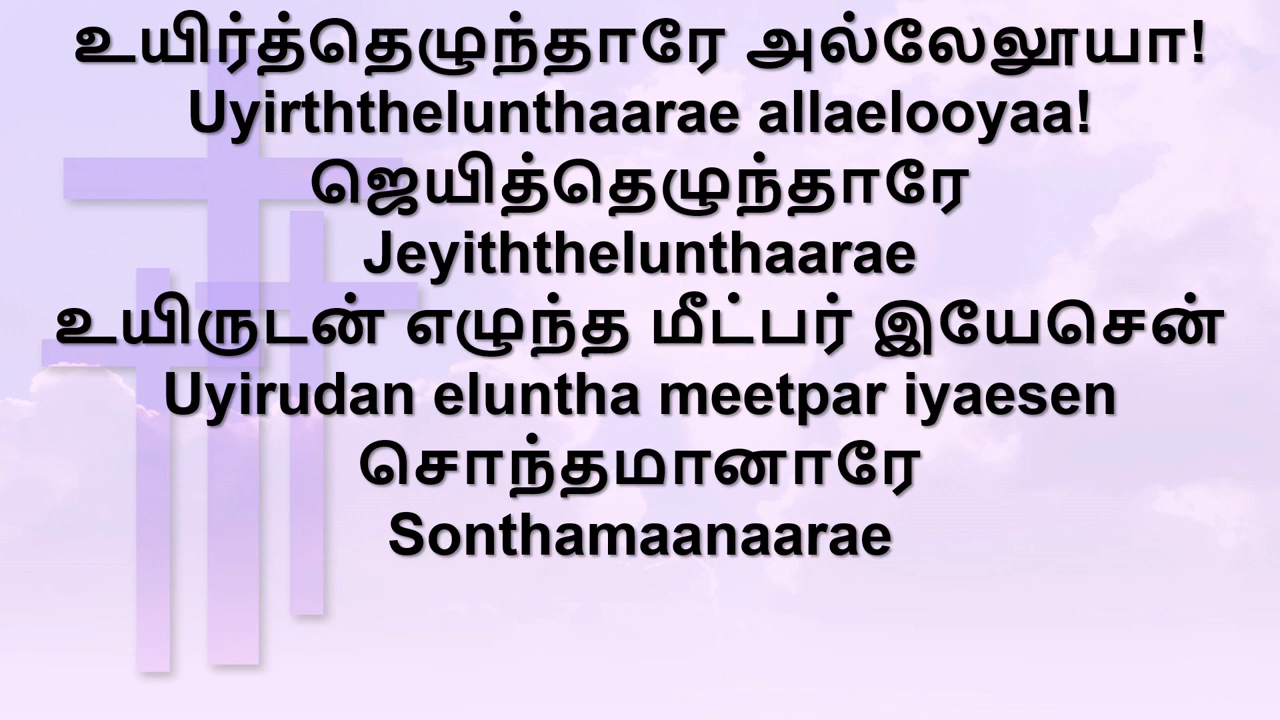 உயிர்த்தெழுந்தாரே அல்லேலூயா!
Uyirththelunthaarae allaelooyaa!
ஜெயித்தெழுந்தாரே
Jeyiththelunthaarae
உயிருடன் எழுந்த மீட்பர் இயேசென்
Uyirudan eluntha meetpar iyaesen
சொந்தமானாரே
Sonthamaanaarae